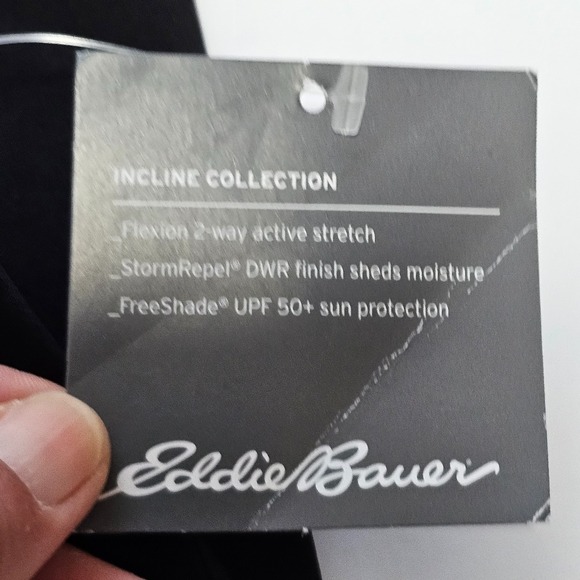 INCLINE COLLECTION
_Flexion 2-way active stretch
_StormRepel® DWR finish sheds moisture
_FreeShade® UPF 50+ sun protection
Eddie Bauer